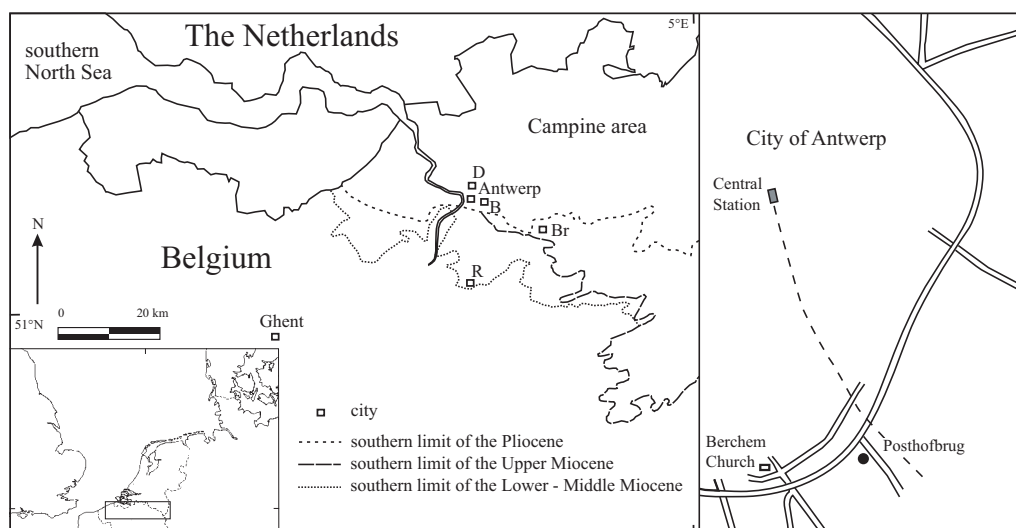 The Netherlands
southern
North Sea
5°E
Campine area
D
Antwerp
B
Br
N
Belgium
R
0
20 km
51°N
Ghent
city
southern limit of the Pliocene
southern limit of the Upper Miocene
southern limit of the Lower - Middle Miocene
City of Antwerp
Central
Station
Berchem
Church
Posthofbrug